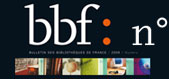 bbf: n°
BULLETIN DES BIBLIOTHÈQUES DE FRANCE